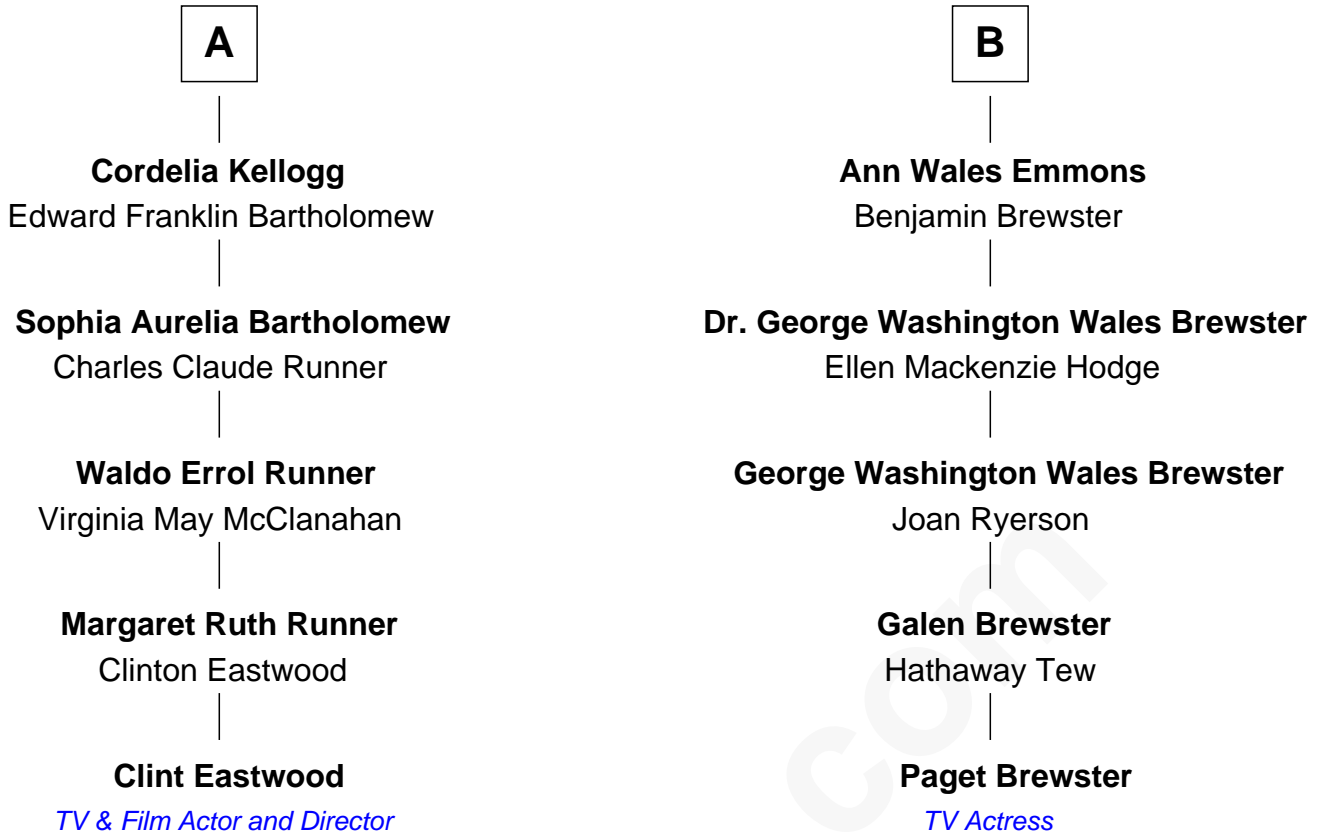 A
Cordelia Kellogg
Edward Franklin Bartholomew
Sophia Aurelia Bartholomew
Charles Claude Runner
Waldo Errol Runner
Virginia May McClanahan
Margaret Ruth Runner
Clinton Eastwood
Clint Eastwood
TV & Film Actor and Director
B
Ann Wales Emmons
Benjamin Brewster
Dr. George Washington Wales Brewster
Ellen Mackenzie Hodge
George Washington Wales Brewster
Joan Ryerson
Galen Brewster
Hathaway Tew
Paget Brewster
TV Actress
com